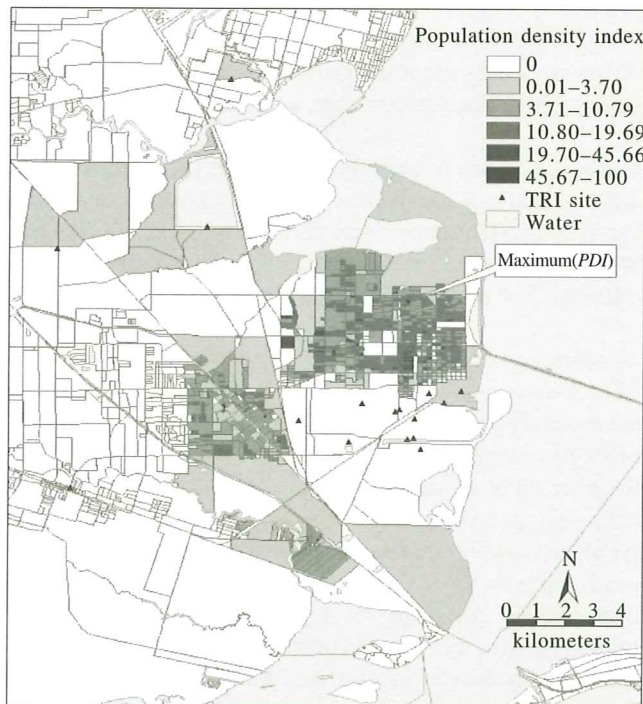 Population density index
0
0.01–3.70
3.71–10.79
10.80–19.69
19.70–45.66
45.67–100
TRI site
Water
Maximum(PDI)
N
0 1 2 3 4
kilometers